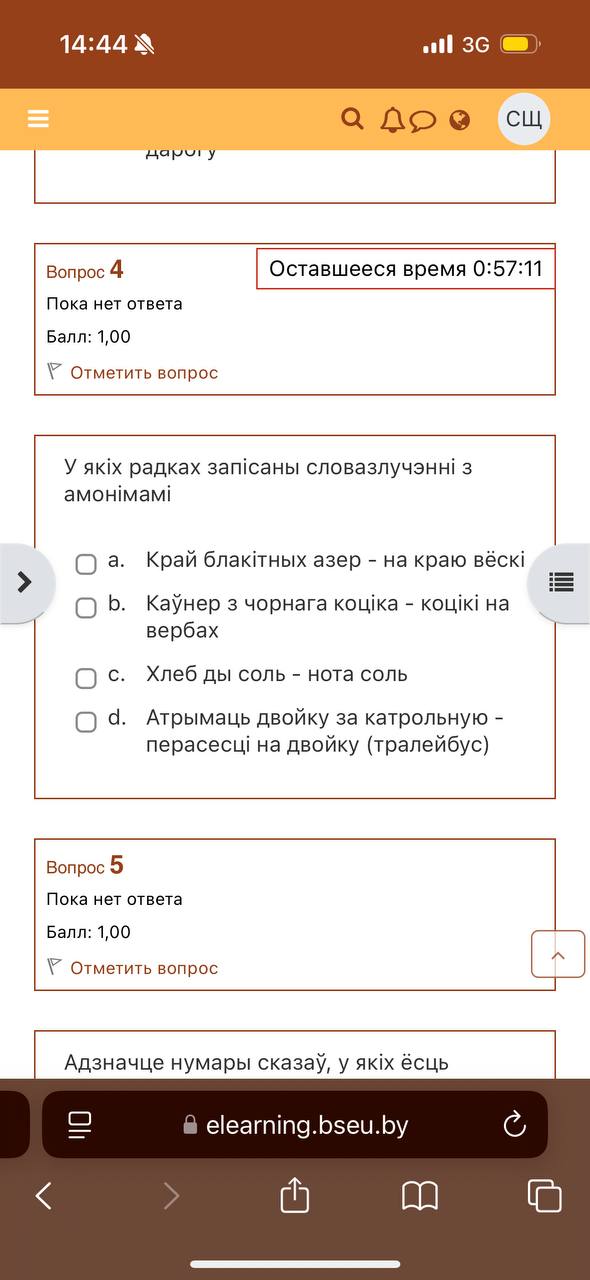 14:44
3G
СЩ
дарогу
Вопрос 4
Оставшееся время 0:57:11
Пока нет ответа
Балл: 1,00
Отметить вопрос
У якіх радках запісаны словазлучэнні з
амонімамі
a. Край блакітных азер - на краю вёскі
b. Каўнер з чорнага коціка - коцікі на
вербах
c. Хлеб ды соль - нота соль
d. Атрымаць двойку за катрольную -
перасесці на двойку (тралейбус)
Вопрос 5
Пока нет ответа
Балл: 1,00
Отметить вопрос
Адзначце нумары сказаў, у якіх ёсць
elearning.bseu.by